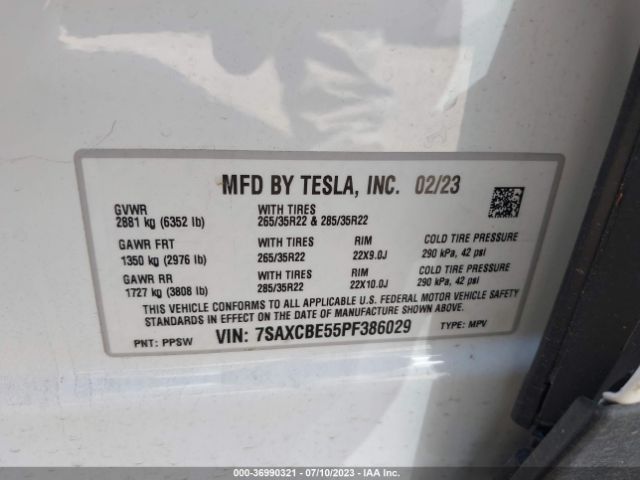 MFD BY TESLA, INC. 02/23
GVWR WITH TIRES
2881 kg (6352 lb) 265/35R22 & 285/35R22
GAWR FRT WITH TIRES RIM COLD TIRE PRESSURE
1350 kg (2976 lb) 265/35R22 22X9.0J 290 kPa, 42 psi
GAWR RR WITH TIRES RIM COLD TIRE PRESSURE
1727 kg (3808 lb) 285/35R22 22X10.0J 290 kPa, 42 psi
THIS VEHICLE CONFORMS TO ALL APPLICABLE U.S. FEDERAL MOTOR VEHICLE SAFETY
STANDARDS IN EFFECT ON THE DATE OF MANUFACTURE SHOWN ABOVE.
PNT: PPSW VIN: 7SAXCBE55PF386029 TYPE: MPV
000-36990321 / 07/10/2023 - IAA Inc.